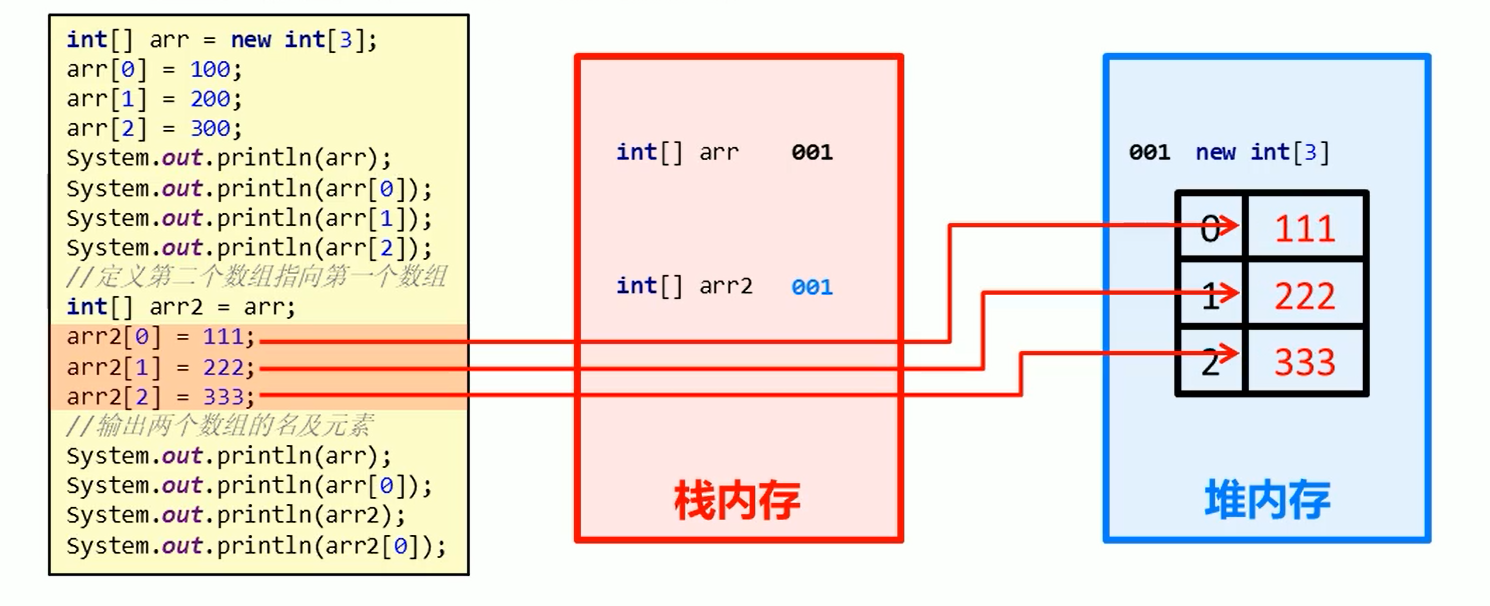 int[] arr = new int[3];
arr[0] = 100;
arr[1] = 200;
arr[2] = 300;
System.out.println(arr);
System.out.println(arr[0]);
System.out.println(arr[1]);
System.out.println(arr[2]);
//定义第二个数组指向第一个数组
int[] arr2 = arr;
arr2[0] = 111;
arr2[1] = 222;
arr2[2] = 333;
//输出两个数组的名及元素
System.out.println(arr);
System.out.println(arr[0]);
System.out.println(arr2);
System.out.println(arr2[0]);
int[] arr 001
int[] arr2 001
栈内存
001 new int[3]
0 111
1 222
2 333
堆内存